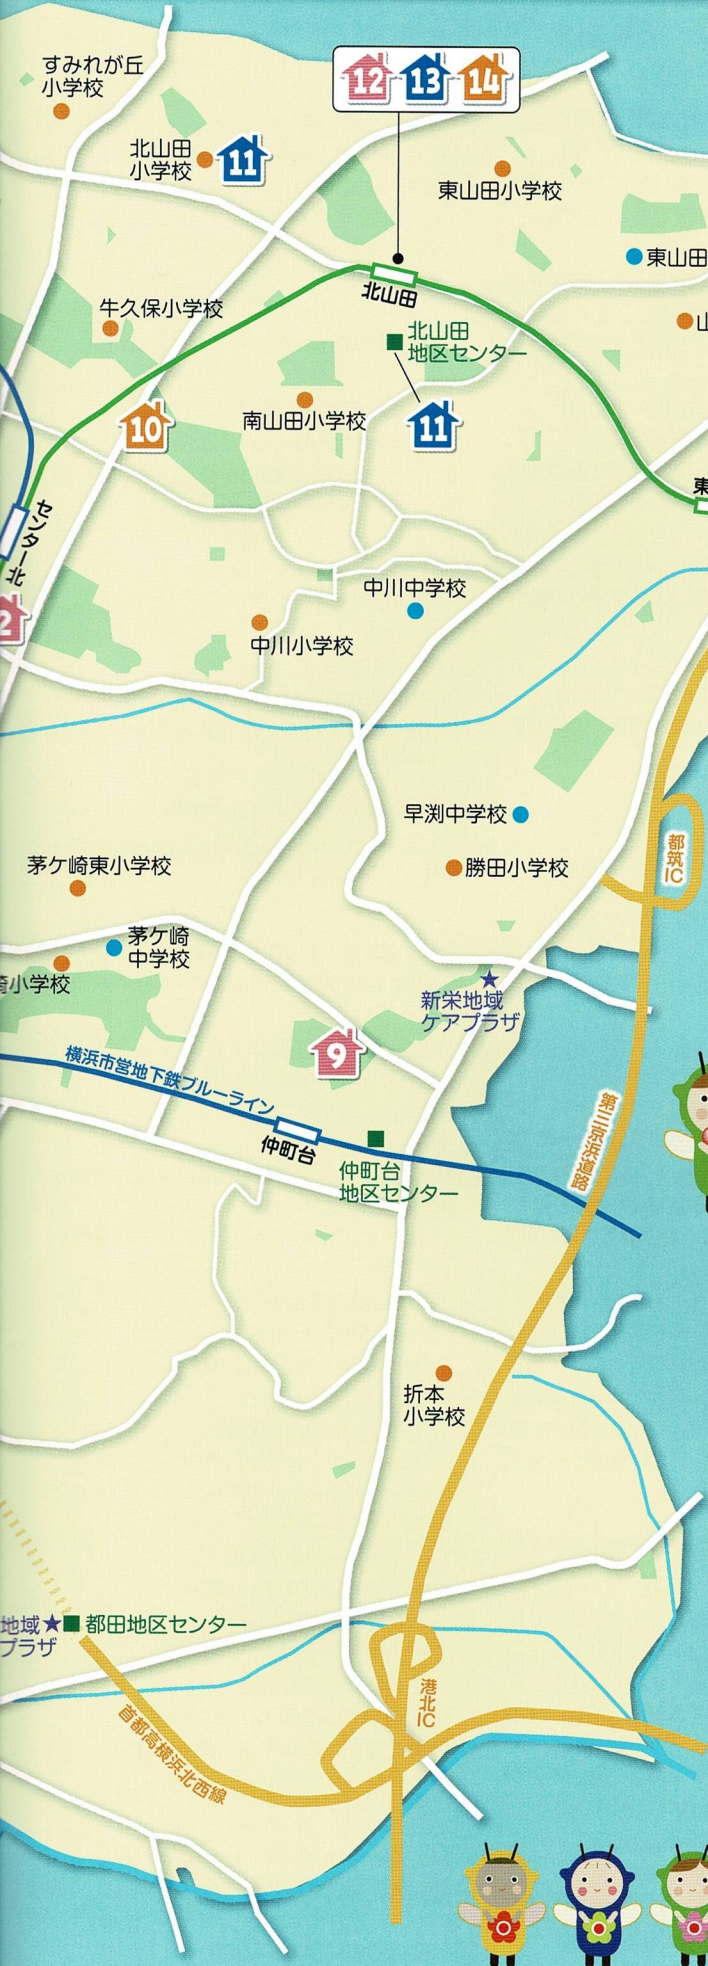 すみれが丘
小学校
12 13 14
北山田
小学校
11
東山田小学校
東山田
牛久保小学校
北山田
北山田
地区センター
10
南山田小学校
11
センター北
2
中川中学校
中川小学校
早渕中学校
都筑IC
茅ケ崎東小学校
勝田小学校
茅ケ崎
中学校
小学校
新栄地域
ケアプラザ
9
横浜市営地下鉄ブルーライン
仲町台
仲町台
地区センター
第三京浜道路
折本
小学校
地域
プラザ
都田地区センター
港北IC
首都高横浜北西線